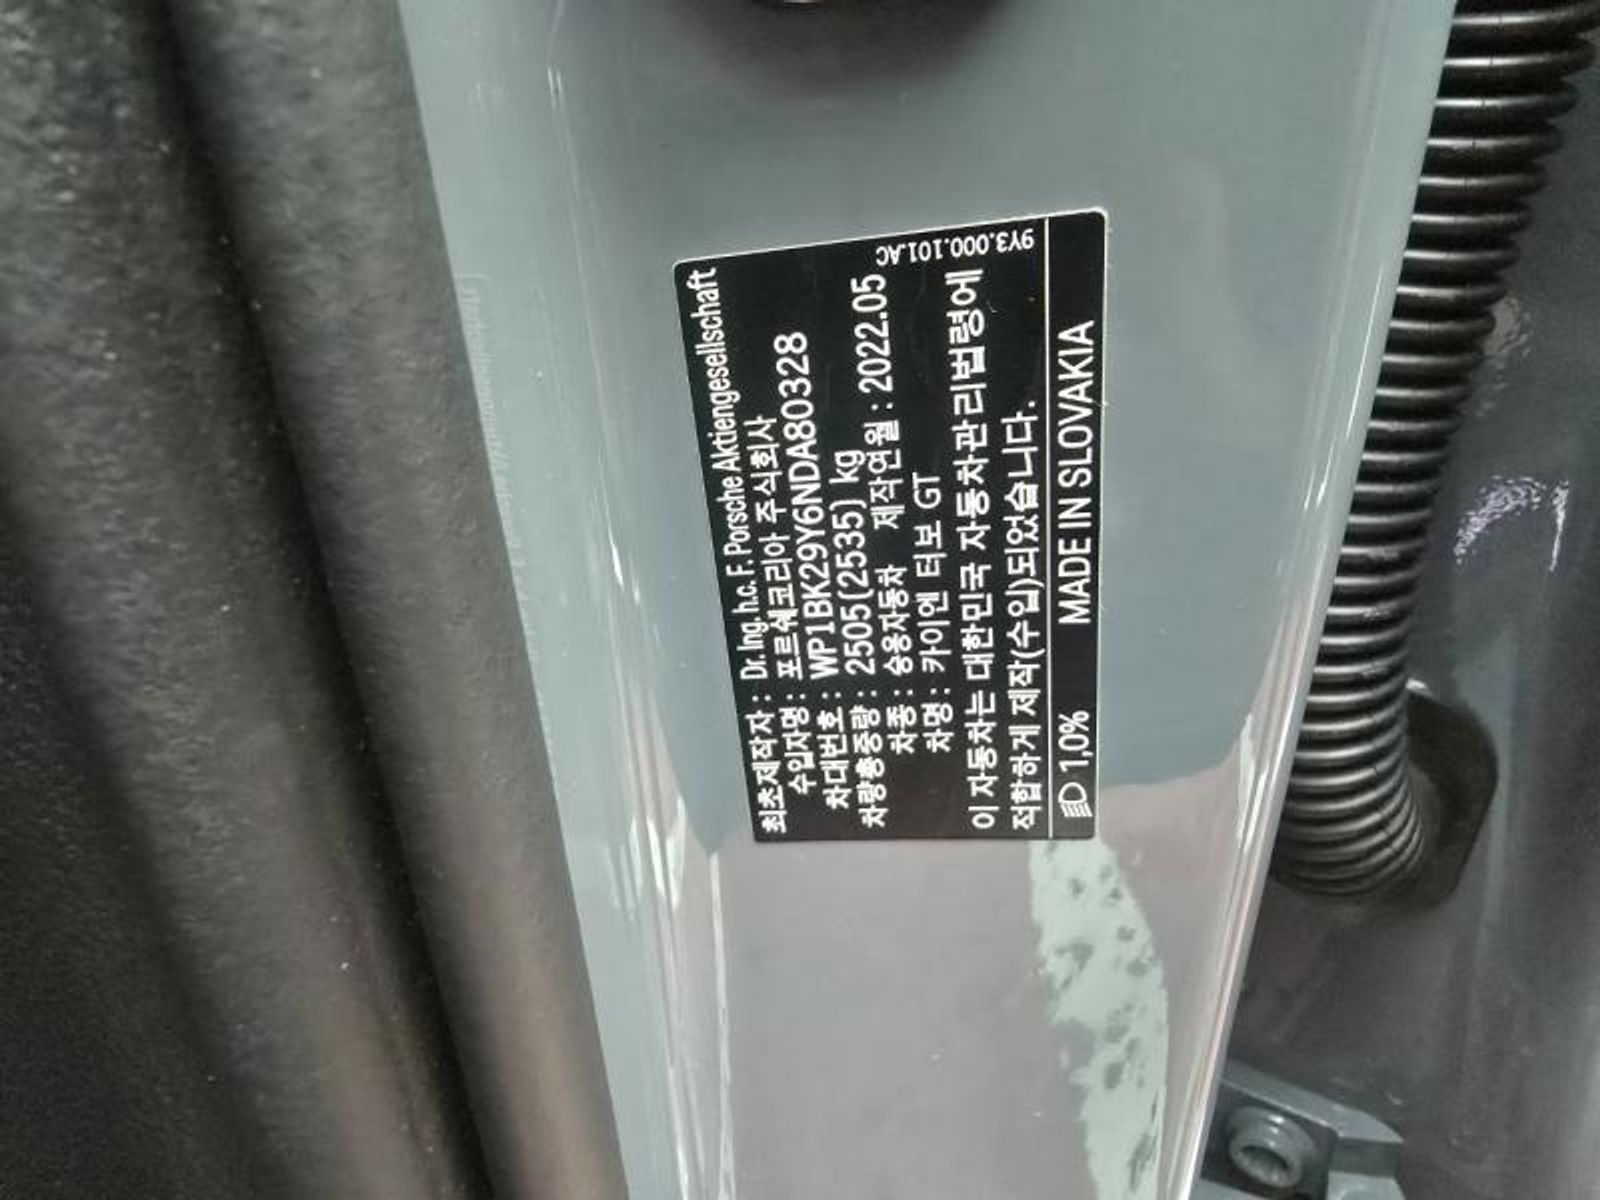 최초제작자 : Dr. Ing. h.c. F. Porsche Aktiengesellschaft
수입자명 : 포르쉐코리아 주식회사
차대번호 : WP1BK29Y6NDA80328
차량총중량 : 2505(2535) kg
차종 : 승용자동차 제작연월 : 2022.05
차명 : 카이엔 터보 GT
이 자동차는 대한민국 자동차관리법령에
적합하게 제작(수입)되었습니다.
9Y3.000.101.AC
1,0% MADE IN SLOVAKIA